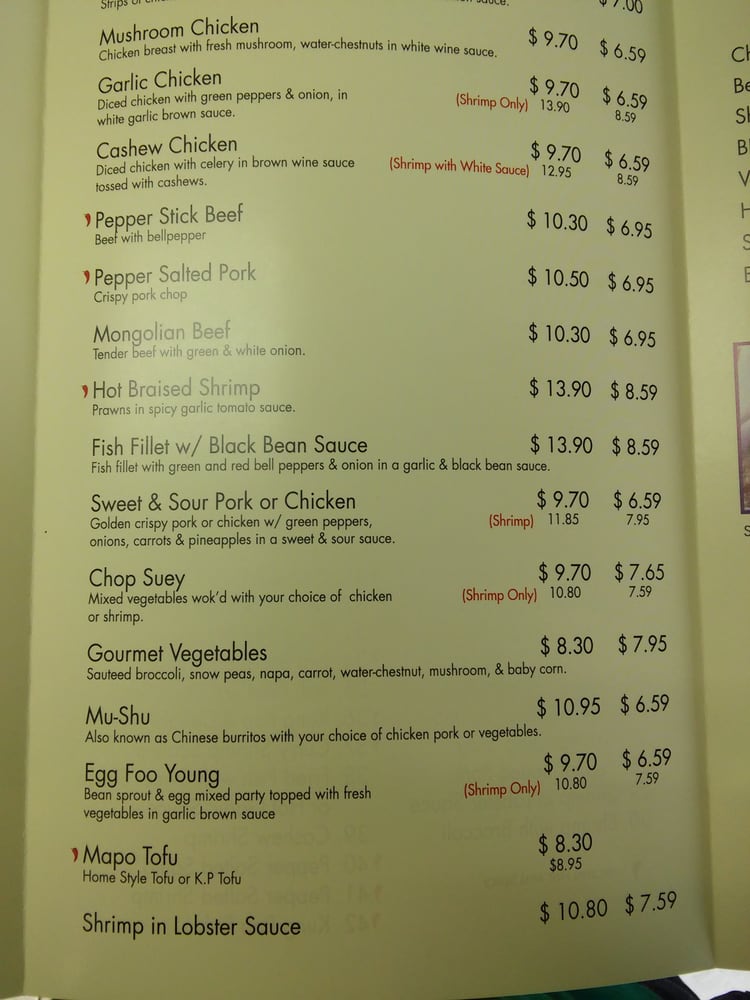 $ 7.00
Mushroom Chicken $ 9.70 $ 6.59
Chicken breast with fresh mushroom, water-chestnuts in white wine sauce.
Garlic Chicken $ 9.70 $ 6.59
Diced chicken with green peppers & onion, in (Shrimp Only) 13.90 8.59
white garlic brown sauce.
Cashew Chicken $ 9.70 $ 6.59
Diced chicken with celery in brown wine sauce (Shrimp with White Sauce) 12.95 8.59
tossed with cashews.
Pepper Stick Beef $ 10.30 $ 6.95
Beef with bellpepper
Pepper Salted Pork $ 10.50 $ 6.95
Crispy pork chop
Mongolian Beef $ 10.30 $ 6.95
Tender beef with green & white onion.
Hot Braised Shrimp $ 13.90 $ 8.59
Prawns in spicy garlic tomato sauce.
Fish Fillet w/ Black Bean Sauce $ 13.90 $ 8.59
Fish fillet with green and red bell peppers & onion in a garlic & black bean sauce.
Sweet & Sour Pork or Chicken $ 9.70 $ 6.59
Golden crispy pork or chicken w/ green peppers, (Shrimp) 11.85 7.95
onions, carrots & pineapples in a sweet & sour sauce.
Chop Suey $ 9.70 $ 7.65
Mixed vegetables wok'd with your choice of chicken (Shrimp Only) 10.80 7.59
or shrimp.
Gourmet Vegetables $ 8.30 $ 7.95
Sauteed broccoli, snow peas, napa, carrot, water-chestnut, mushroom, & baby corn.
Mu-Shu $ 10.95 $ 6.59
Also known as Chinese burritos with your choice of chicken pork or vegetables.
Egg Foo Young $ 9.70 $ 6.59
Bean sprout & egg mixed party topped with fresh (Shrimp Only) 10.80 7.59
vegetables in garlic brown sauce
Mapo Tofu $ 8.30
Home Style Tofu or K.P Tofu $8.95
Shrimp in Lobster Sauce $ 10.80 $ 7.59